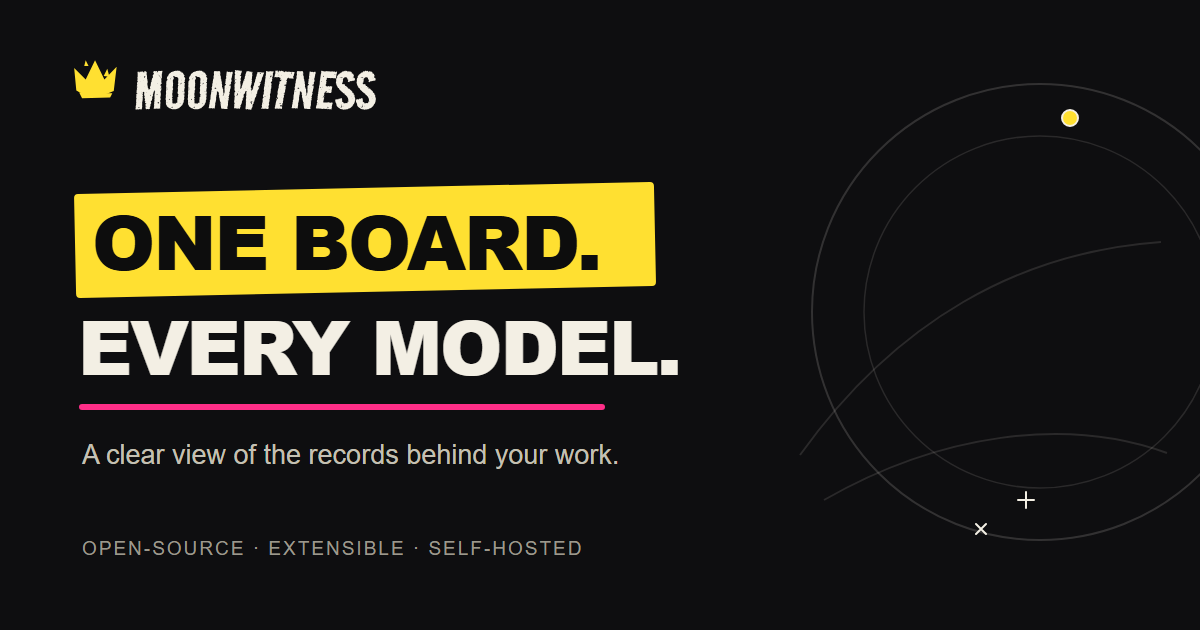 MOONWITNESS
ONE BOARD.
EVERY MODEL.
A clear view of the records behind your work.
OPEN-SOURCE · EXTENSIBLE · SELF-HOSTED